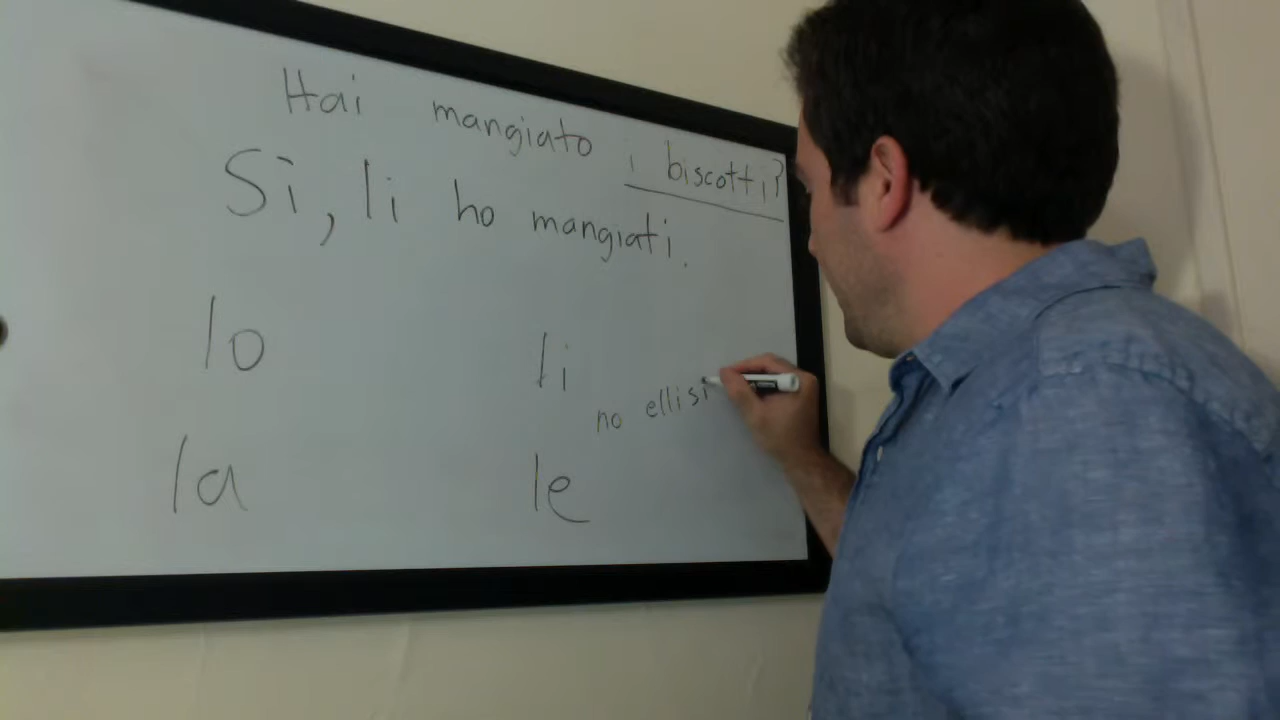 Hai mangiato i biscotti?
Sì, li ho mangiati.
lo li
no ellisi
la le